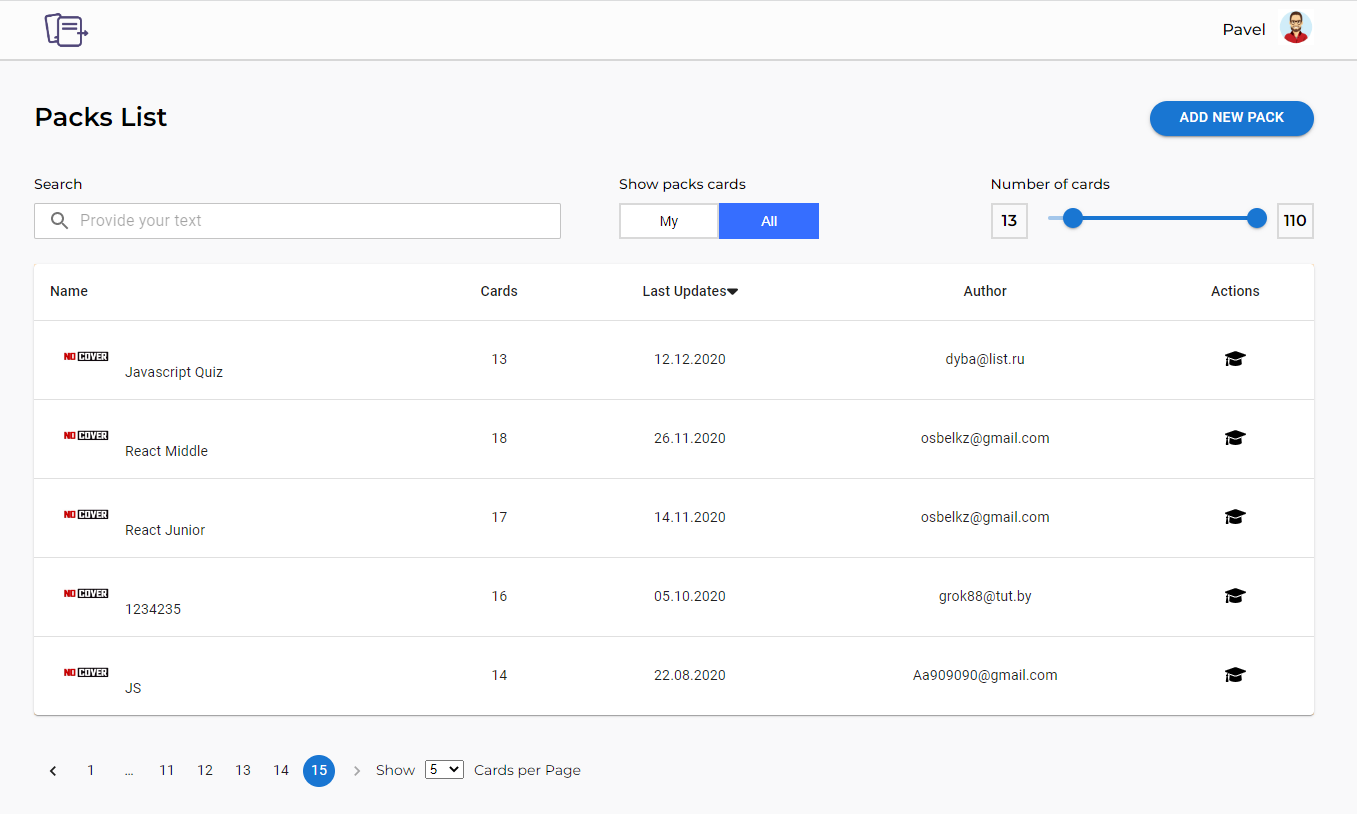 Pavel
Packs List
ADD NEW PACK
Search
Show packs cards
Number of cards
Provide your text
My
All
13
110
Name Cards Last Updates Author Actions
NO COVER
Javascript Quiz 13 12.12.2020 dyba@list.ru
NO COVER
React Middle 18 26.11.2020 osbelkz@gmail.com
NO COVER
React Junior 17 14.11.2020 osbelkz@gmail.com
NO COVER
1234235 16 05.10.2020 grok88@tut.by
NO COVER
JS 14 22.08.2020 Aa909090@gmail.com
1 ... 11 12 13 14 15 Show 5 Cards per Page